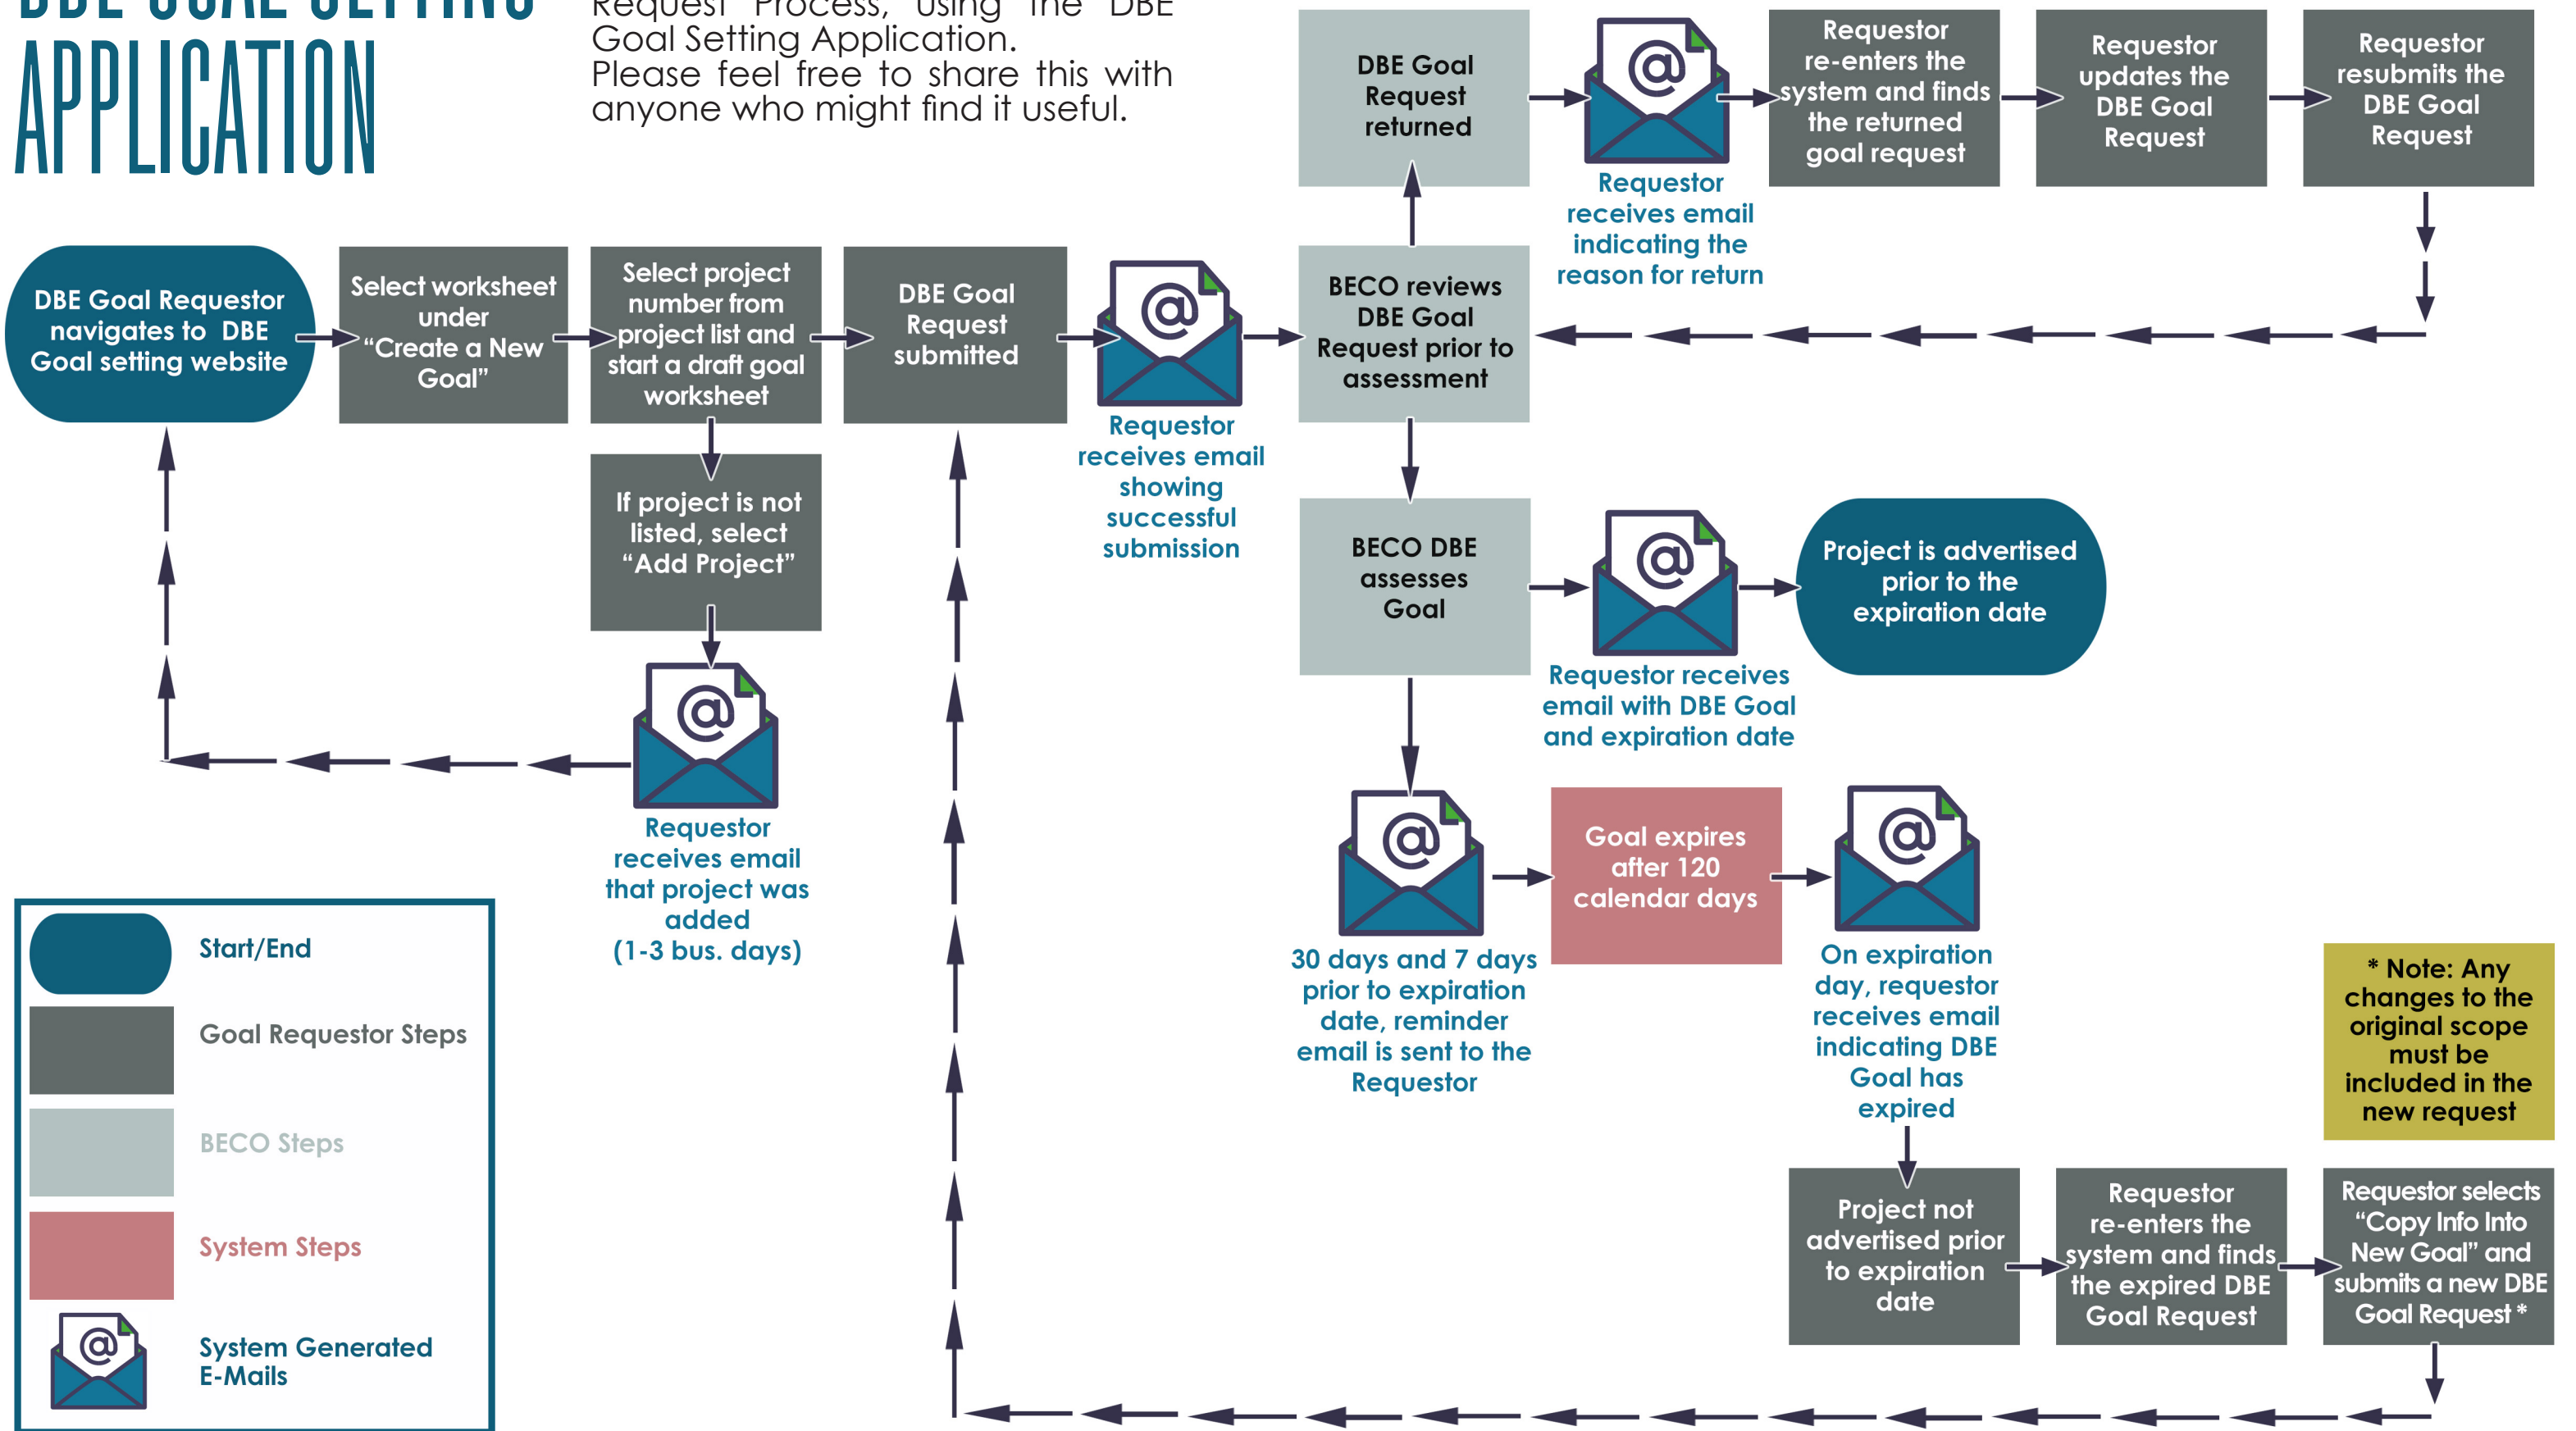 DBE GOAL SETTING
APPLICATION
Request Process, using the DBE
Goal Setting Application.
Please feel free to share this with
anyone who might find it useful.
DBE Goal
Request
returned
@
Requestor
receives email
indicating the
reason for return
Requestor
re-enters the
system and finds
the returned
goal request
Requestor
updates the
DBE Goal
Request
Requestor
resubmits the
DBE Goal
Request
DBE Goal Requestor
navigates to DBE
Goal setting website
Select worksheet
under
“Create a New
Goal”
Select project
number from
project list and
start a draft goal
worksheet
DBE Goal
Request
submitted
@
Requestor
receives email
showing
successful
submission
BECO reviews
DBE Goal
Request prior to
assessment
If project is not
listed, select
“Add Project”
@
Requestor
receives email
that project was
added
(1-3 bus. days)
BECO DBE
assesses
Goal
@
Requestor receives
email with DBE Goal
and expiration date
Project is advertised
prior to the
expiration date
@
30 days and 7 days
prior to expiration
date, reminder
email is sent to the
Requestor
Goal expires
after 120
calendar days
@
On expiration
day, requestor
receives email
indicating DBE
Goal has
expired
* Note: Any
changes to the
original scope
must be
included in the
new request
Project not
advertised prior
to expiration
date
Requestor
re-enters the
system and finds
the expired DBE
Goal Request
Requestor selects
“Copy Info Into
New Goal” and
submits a new DBE
Goal Request *
Start/End
Goal Requestor Steps
BECO Steps
System Steps
@
System Generated
E-Mails